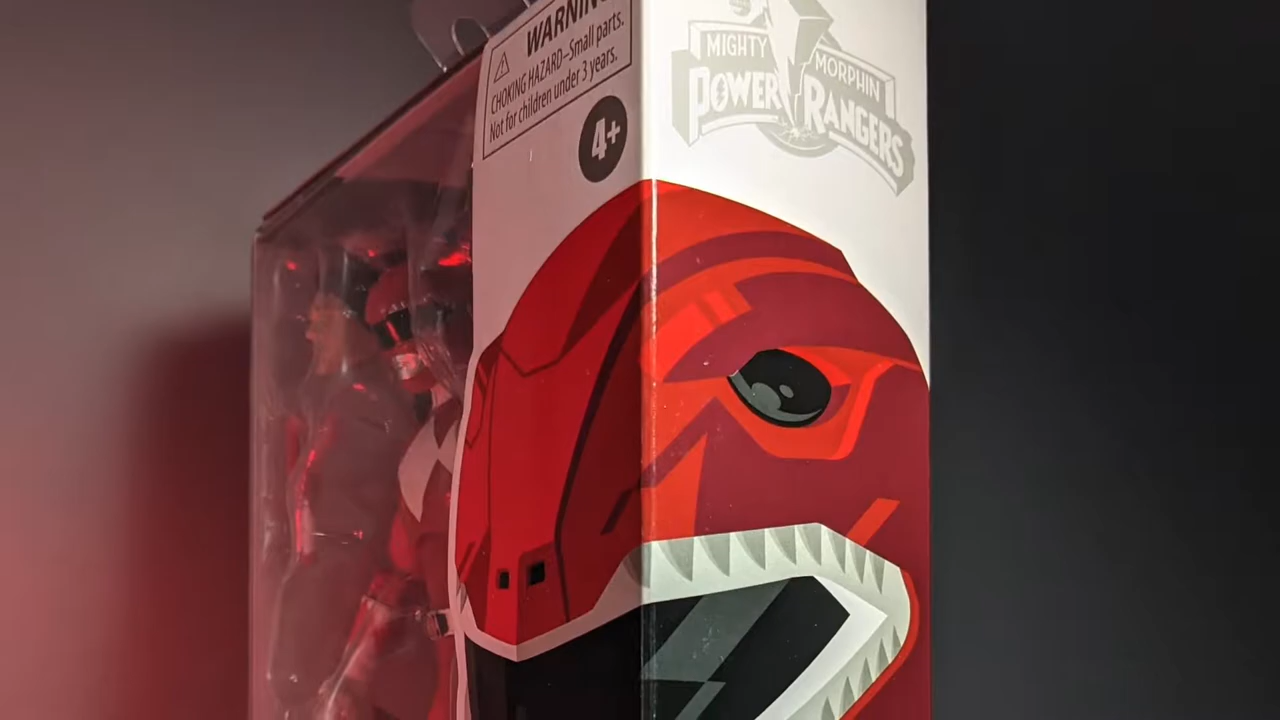 WARNING
CHOKING HAZARD–Small parts.
Not for children under 3 years.
4+
MIGHTY MORPHIN
POWER RANGERS